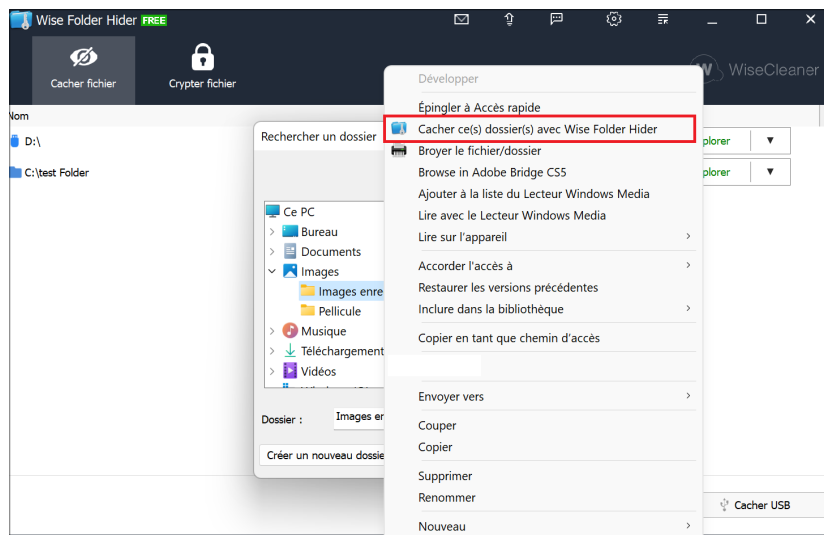 Wise Folder Hider FREE
Cacher fichier
Crypter fichier
W WiseCleaner
Nom
D:\
C:\test Folder
plorer
plorer
Rechercher un dossier
Ce PC
Bureau
Documents
Images
Images enre
Pellicule
Musique
Téléchargement
Vidéos
Dossier :
Images er
Créer un nouveau dossie
Développer
Épingler à Accès rapide
Cacher ce(s) dossier(s) avec Wise Folder Hider
Broyer le fichier/dossier
Browse in Adobe Bridge CS5
Ajouter à la liste du Lecteur Windows Media
Lire avec le Lecteur Windows Media
Lire sur l'appareil
Accorder l'accès à
Restaurer les versions précédentes
Inclure dans la bibliothèque
Copier en tant que chemin d'accès
Envoyer vers
Couper
Copier
Supprimer
Renommer
Nouveau
Cacher USB